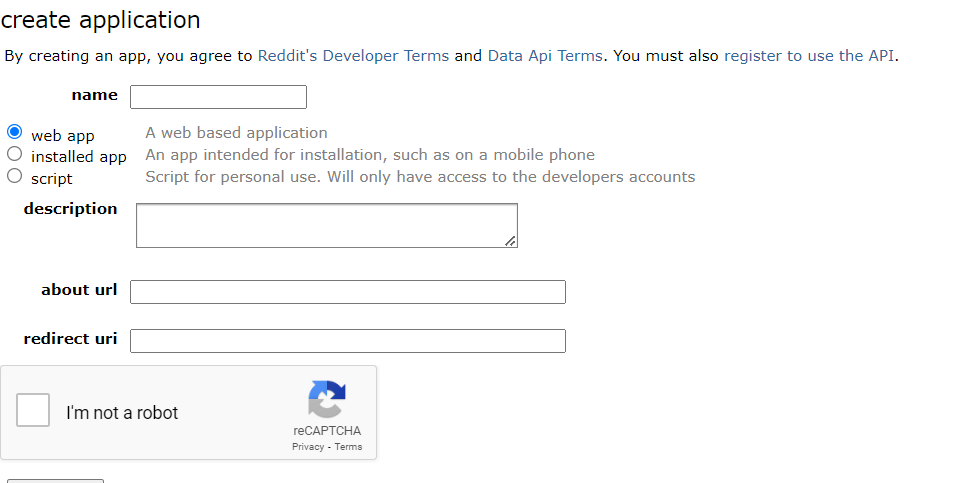 create application
By creating an app, you agree to Reddit's Developer Terms and Data Api Terms. You must also register to use the API.
name
web app A web based application
installed app An app intended for installation, such as on a mobile phone
script Script for personal use. Will only have access to the developers accounts
description
about url
redirect uri
I'm not a robot
reCAPTCHA
Privacy - Terms